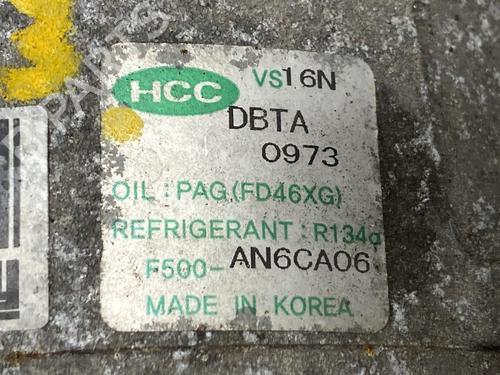 HCC VS16N
DBTA
0973
OIL : PAG (FD46XG)
REFRIGERANT : R134a
F500-AN6CA06
MADE IN KOREA